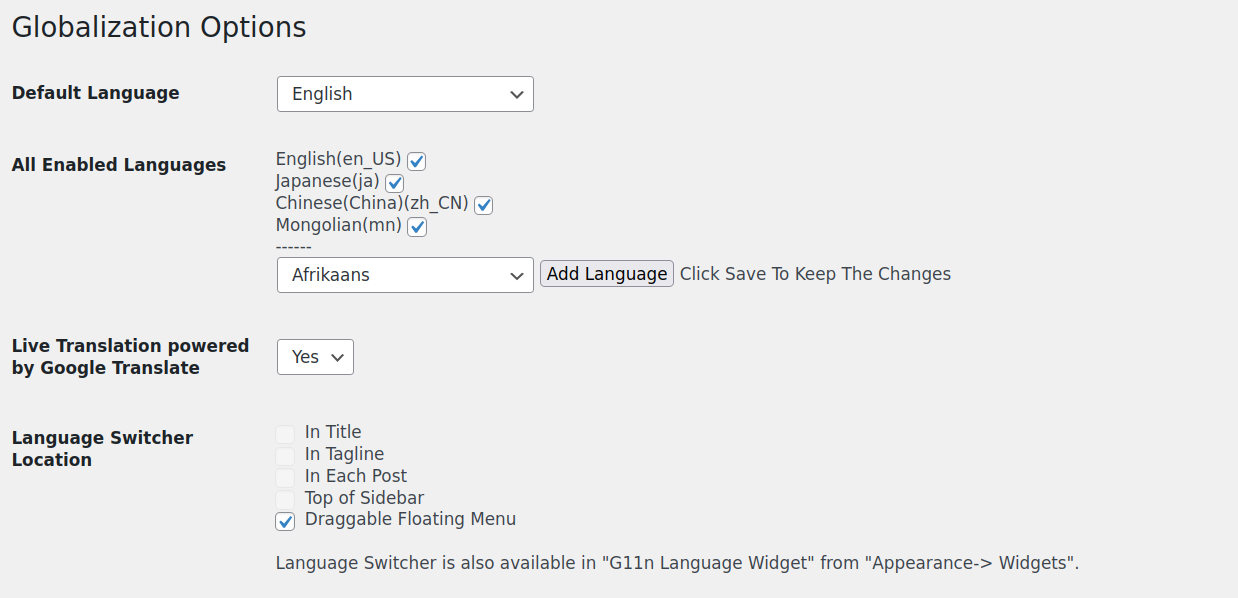 Globalization Options
Default Language
English
All Enabled Languages
English(en_US)
Japanese(ja)
Chinese(China)(zh_CN)
Mongolian(mn)
------
Afrikaans Add Language Click Save To Keep The Changes
Live Translation powered
by Google Translate
Yes
Language Switcher
Location
In Title
In Tagline
In Each Post
Top of Sidebar
Draggable Floating Menu
Language Switcher is also available in "G11n Language Widget" from "Appearance-> Widgets".